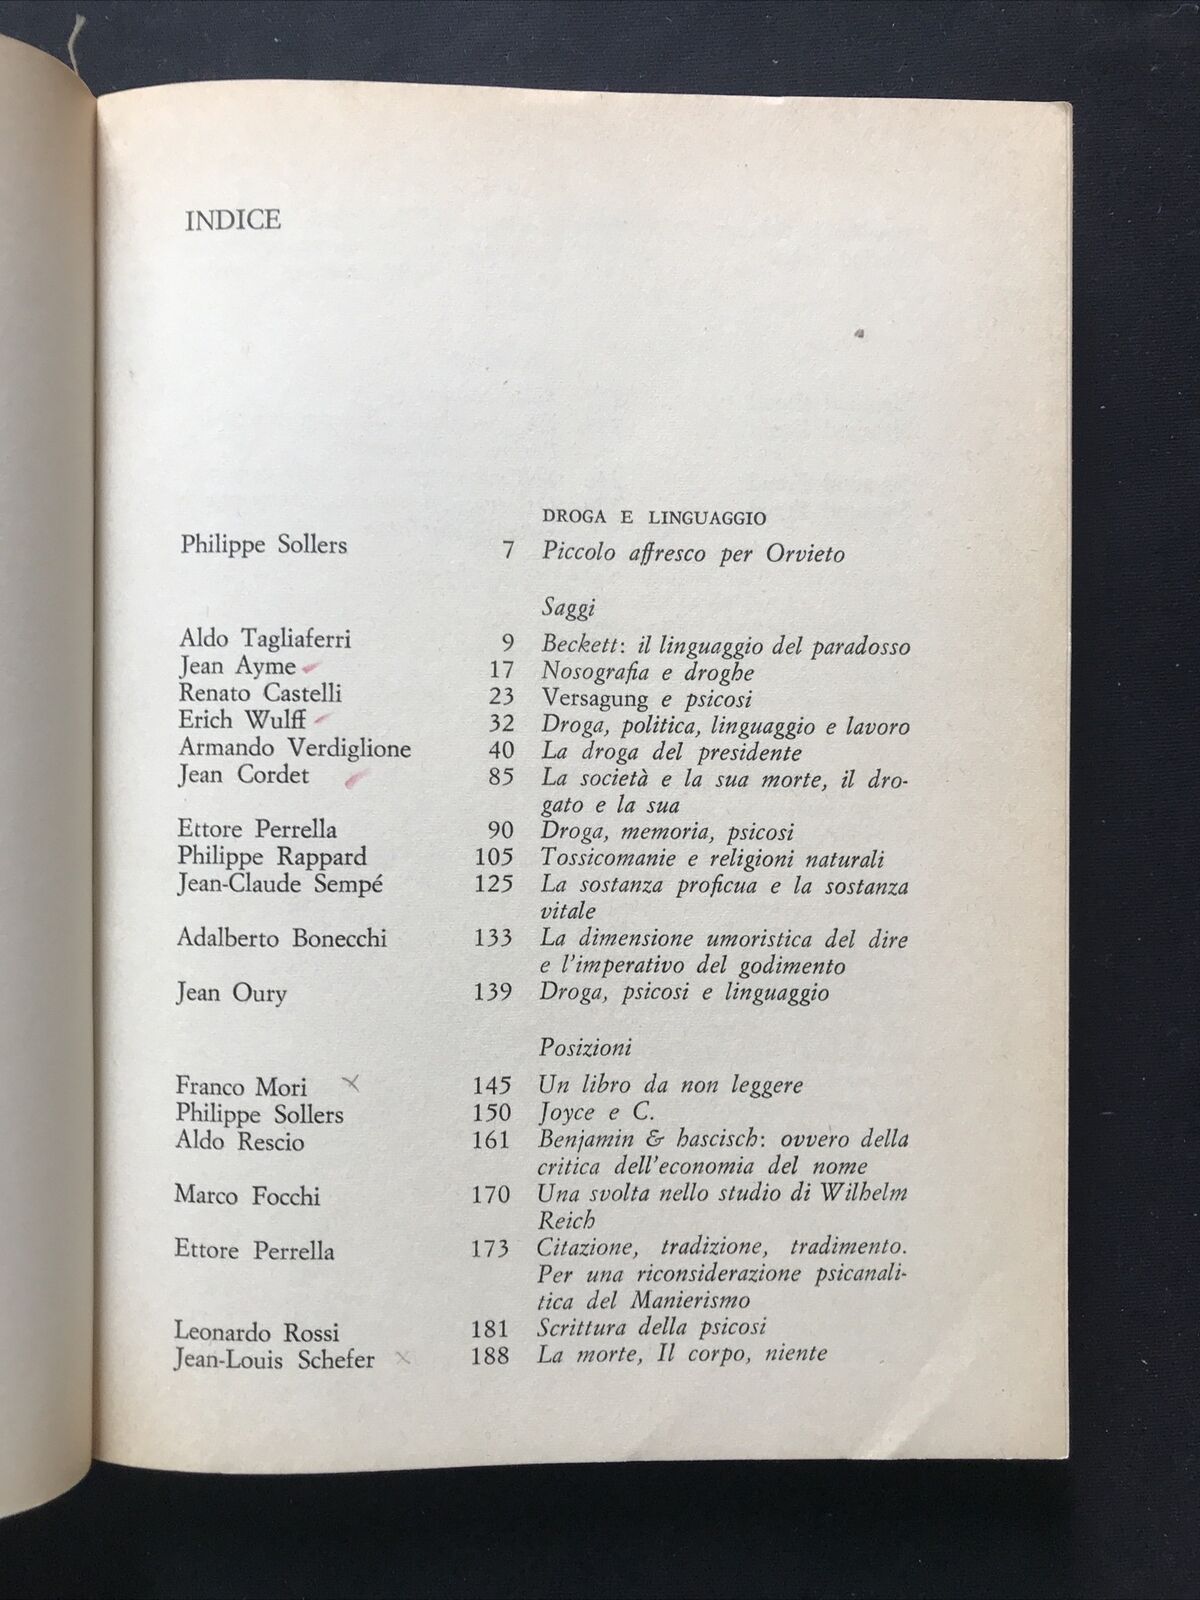 INDICE
DROGA E LINGUAGGIO
Philippe Sollers 7 Piccolo affresco per Orvieto
Saggi
Aldo Tagliaferri 9 Beckett: il linguaggio del paradosso
Jean Ayme 17 Nosografia e droghe
Renato Castelli 23 Versagung e psicosi
Erich Wulff 32 Droga, politica, linguaggio e lavoro
Armando Verdiglione 40 La droga del presidente
Jean Cordet 85 La società e la sua morte, il dro-
gato e la sua
Ettore Perrella 90 Droga, memoria, psicosi
Philippe Rappard 105 Tossicomanie e religioni naturali
Jean-Claude Sempé 125 La sostanza proficua e la sostanza
vitale
Adalberto Bonecchi 133 La dimensione umoristica del dire
e l'imperativo del godimento
Jean Oury 139 Droga, psicosi e linguaggio
Posizioni
Franco Mori 145 Un libro da non leggere
Philippe Sollers 150 Joyce e C.
Aldo Rescio 161 Benjamin & hascisch: ovvero della
critica dell'economia del nome
Marco Focchi 170 Una svolta nello studio di Wilhelm
Reich
Ettore Perrella 173 Citazione, tradizione, tradimento.
Per una riconsiderazione psicanali-
tica del Manierismo
Leonardo Rossi 181 Scrittura della psicosi
Jean-Louis Schefer 188 La morte, Il corpo, niente